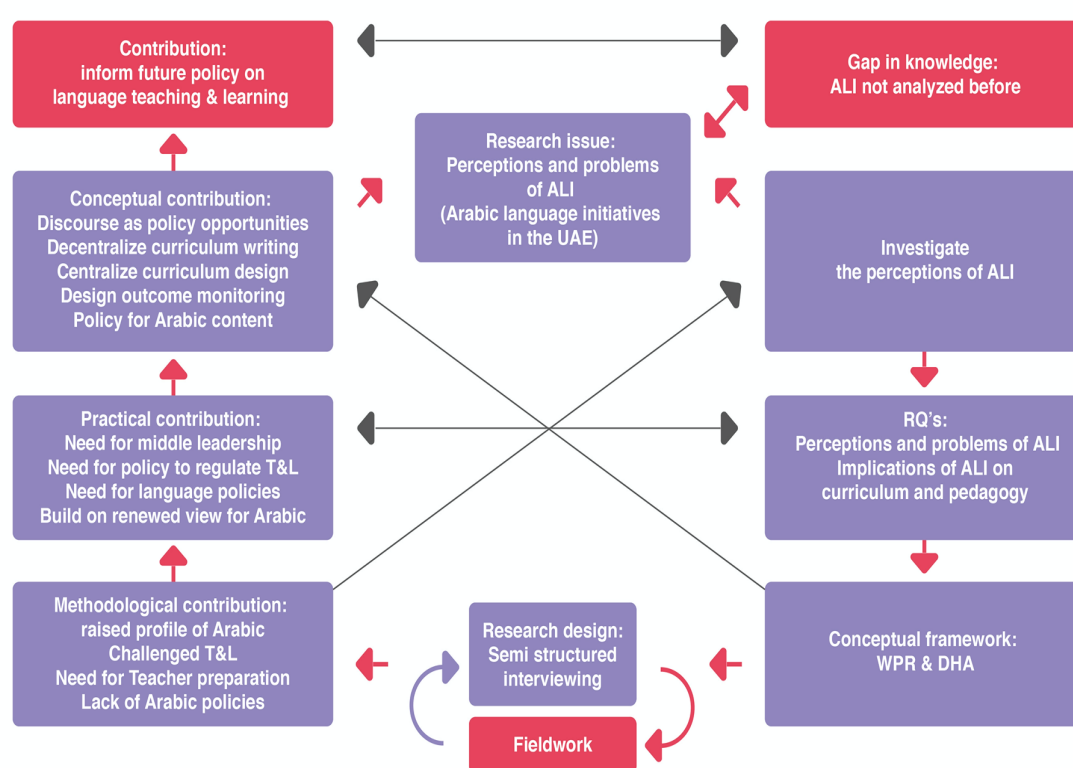 Contribution:
inform future policy on
language teaching & learning
Gap in knowledge:
ALI not analyzed before
Research issue:
Perceptions and problems
of ALI
(Arabic language initiatives
in the UAE)
Conceptual contribution:
Discourse as policy opportunities
Decentralize curriculum writing
Centralize curriculum design
Design outcome monitoring
Policy for Arabic content
Investigate
the perceptions of ALI
Practical contribution:
Need for middle leadership
Need for policy to regulate T&L
Need for language policies
Build on renewed view for Arabic
RQ's:
Perceptions and problems of ALI
Implications of ALI on
curriculum and pedagogy
Methodological contribution:
raised profile of Arabic
Challenged T&L
Need for Teacher preparation
Lack of Arabic policies
Research design:
Semi structured
interviewing
Conceptual framework:
WPR & DHA
Fieldwork